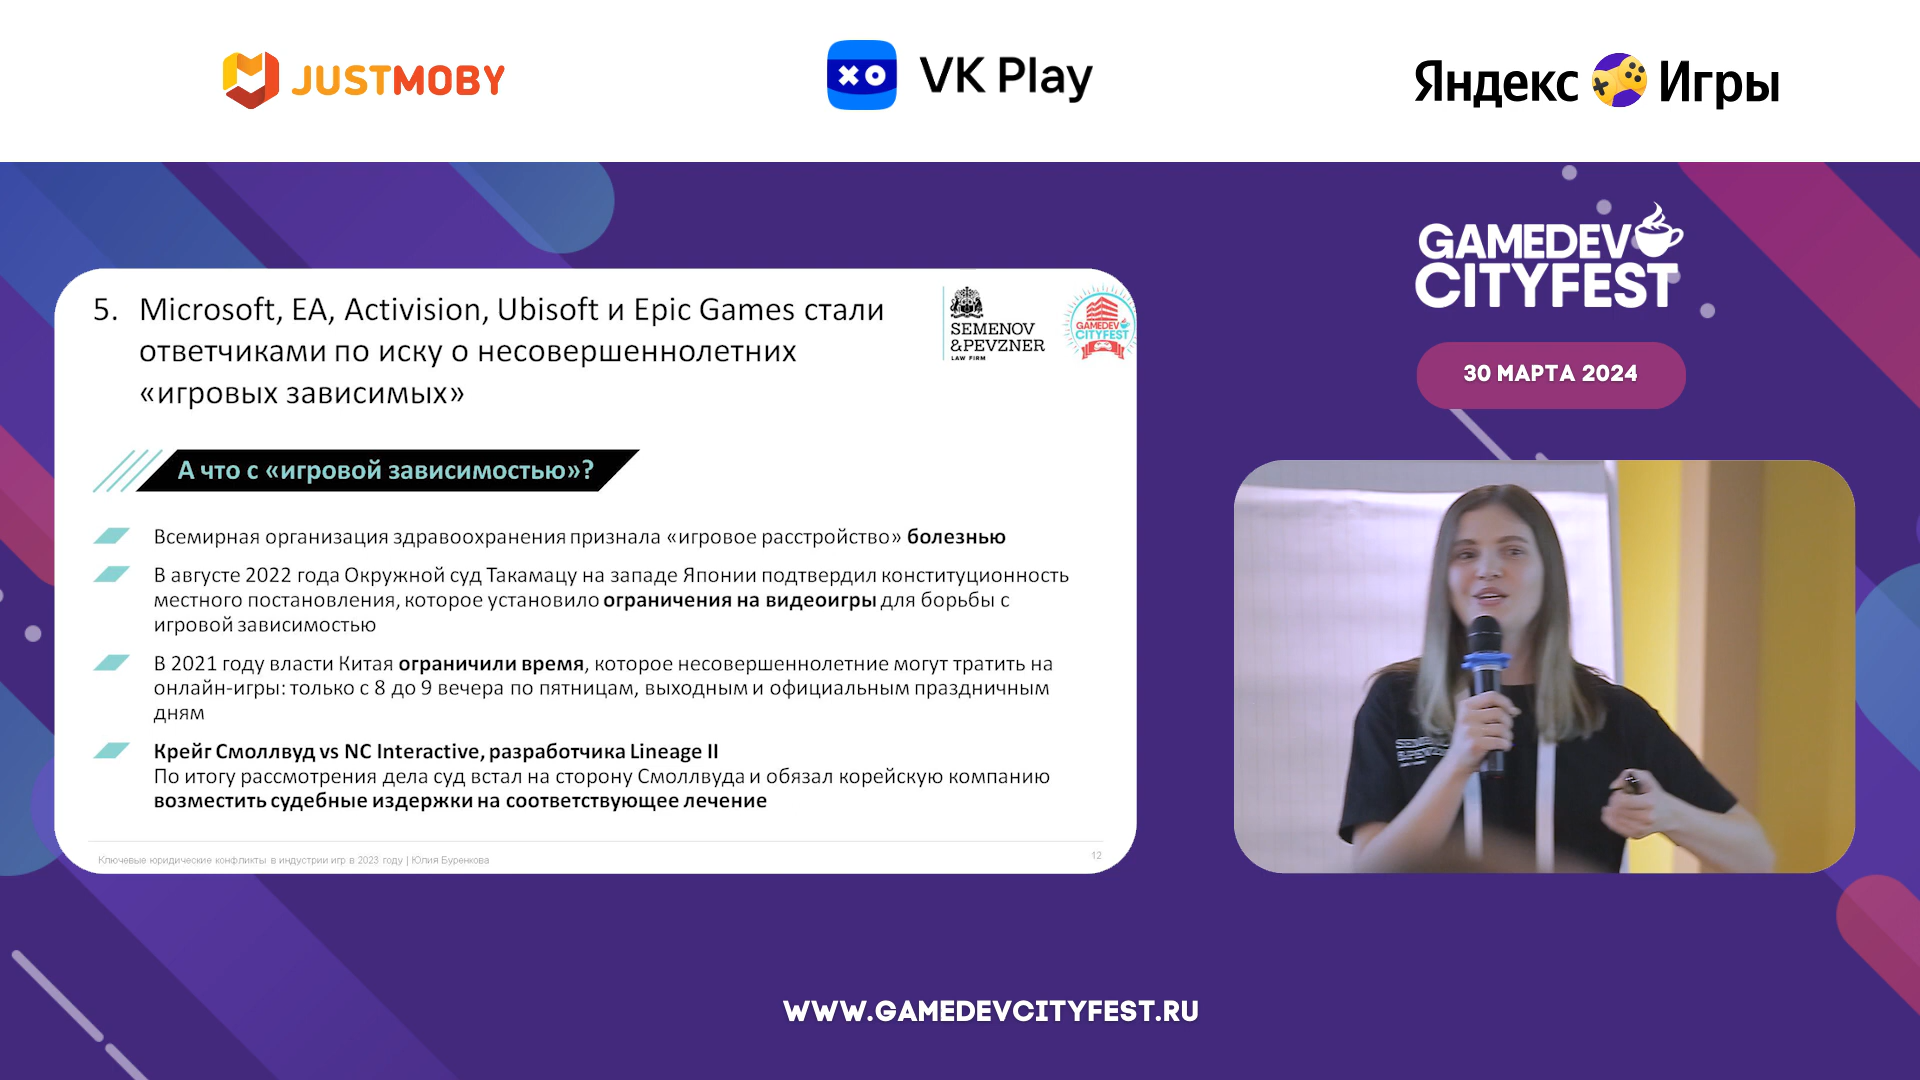 JUSTMOBY
VK Play
Яндекс Игры
GAMEDEV
CITYFEST
30 МАРТА 2024
5. Microsoft, EA, Activision, Ubisoft и Epic Games стали
ответчиками по иску о несовершеннолетних
«игровых зависимых»
SEMENOV
&PEVZNER
LAW FIRM
GAMEDEV
CITYFEST
А что с «игровой зависимостью»?
Всемирная организация здравоохранения признала «игровое расстройство» болезнью
В августе 2022 года Окружной суд Такамацу на западе Японии подтвердил конституционность
местного постановления, которое установило ограничения на видеоигры для борьбы с
игровой зависимостью
В 2021 году власти Китая ограничили время, которое несовершеннолетние могут тратить на
онлайн-игры: только с 8 до 9 вечера по пятницам, выходным и официальным праздничным
дням
Крейг Смоллвуд vs NC Interactive, разработчика Lineage II
По итогу рассмотрения дела суд встал на сторону Смоллвуда и обязал корейскую компанию
возместить судебные издержки на соответствующее лечение
Ключевые юридические конфликты в индустрии игр в 2023 году | Юлия Буренкова
12
WWW.GAMEDEVCITYFEST.RU